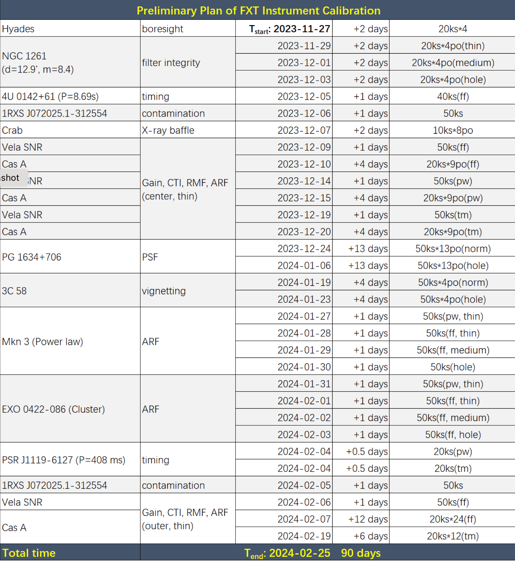 Preliminary Plan of FXT Instrument Calibration
Hyades boresight Tstart: 2023-11-27 +2 days 20ks*4
NGC 1261 (d=12.9', m=8.4) filter integrity 2023-11-29 +2 days 20ks*4po(thin)
2023-12-01 +2 days 20ks*4po(medium)
2023-12-03 +2 days 20ks*4po(hole)
4U 0142+61 (P=8.69s) timing 2023-12-05 +1 days 40ks(ff)
1RXS J072025.1-312554 contamination 2023-12-06 +1 days 50ks
Crab X-ray baffle 2023-12-07 +2 days 10ks*8po
Vela SNR Gain, CTI, RMF, ARF (center, thin) 2023-12-09 +1 days 50ks(ff)
Cas A 2023-12-10 +4 days 20ks*9po(ff)
shot NR 2023-12-14 +1 days 50ks(pw)
Cas A 2023-12-15 +4 days 20ks*9po(pw)
Vela SNR 2023-12-19 +1 days 50ks(tm)
Cas A 2023-12-20 +4 days 20ks*9po(tm)
PG 1634+706 PSF 2023-12-24 +13 days 50ks*13po(norm)
2024-01-06 +13 days 50ks*13po(hole)
3C 58 vignetting 2024-01-19 +4 days 50ks*4po(norm)
2024-01-23 +4 days 50ks*4po(hole)
Mkn 3 (Power law) ARF 2024-01-27 +1 days 50ks(pw, thin)
2024-01-28 +1 days 50ks(ff, thin)
2024-01-29 +1 days 50ks(ff, medium)
2024-01-30 +1 days 50ks(hole)
EXO 0422-086 (Cluster) ARF 2024-01-31 +1 days 50ks(pw, thin)
2024-02-01 +1 days 50ks(ff, thin)
2024-02-02 +1 days 50ks(ff, medium)
2024-02-03 +1 days 50ks(ff, hole)
PSR J1119-6127 (P=408 ms) timing 2024-02-04 +0.5 days 20ks(pw)
2024-02-04 +0.5 days 20ks(tm)
1RXS J072025.1-312554 contamination 2024-02-05 +1 days 50ks
Vela SNR Gain, CTI, RMF, ARF (outer, thin) 2024-02-06 +1 days 50ks(ff)
Cas A 2024-02-07 +12 days 20ks*24(ff)
2024-02-19 +6 days 20ks*12(tm)
Total time Tend: 2024-02-25 90 days